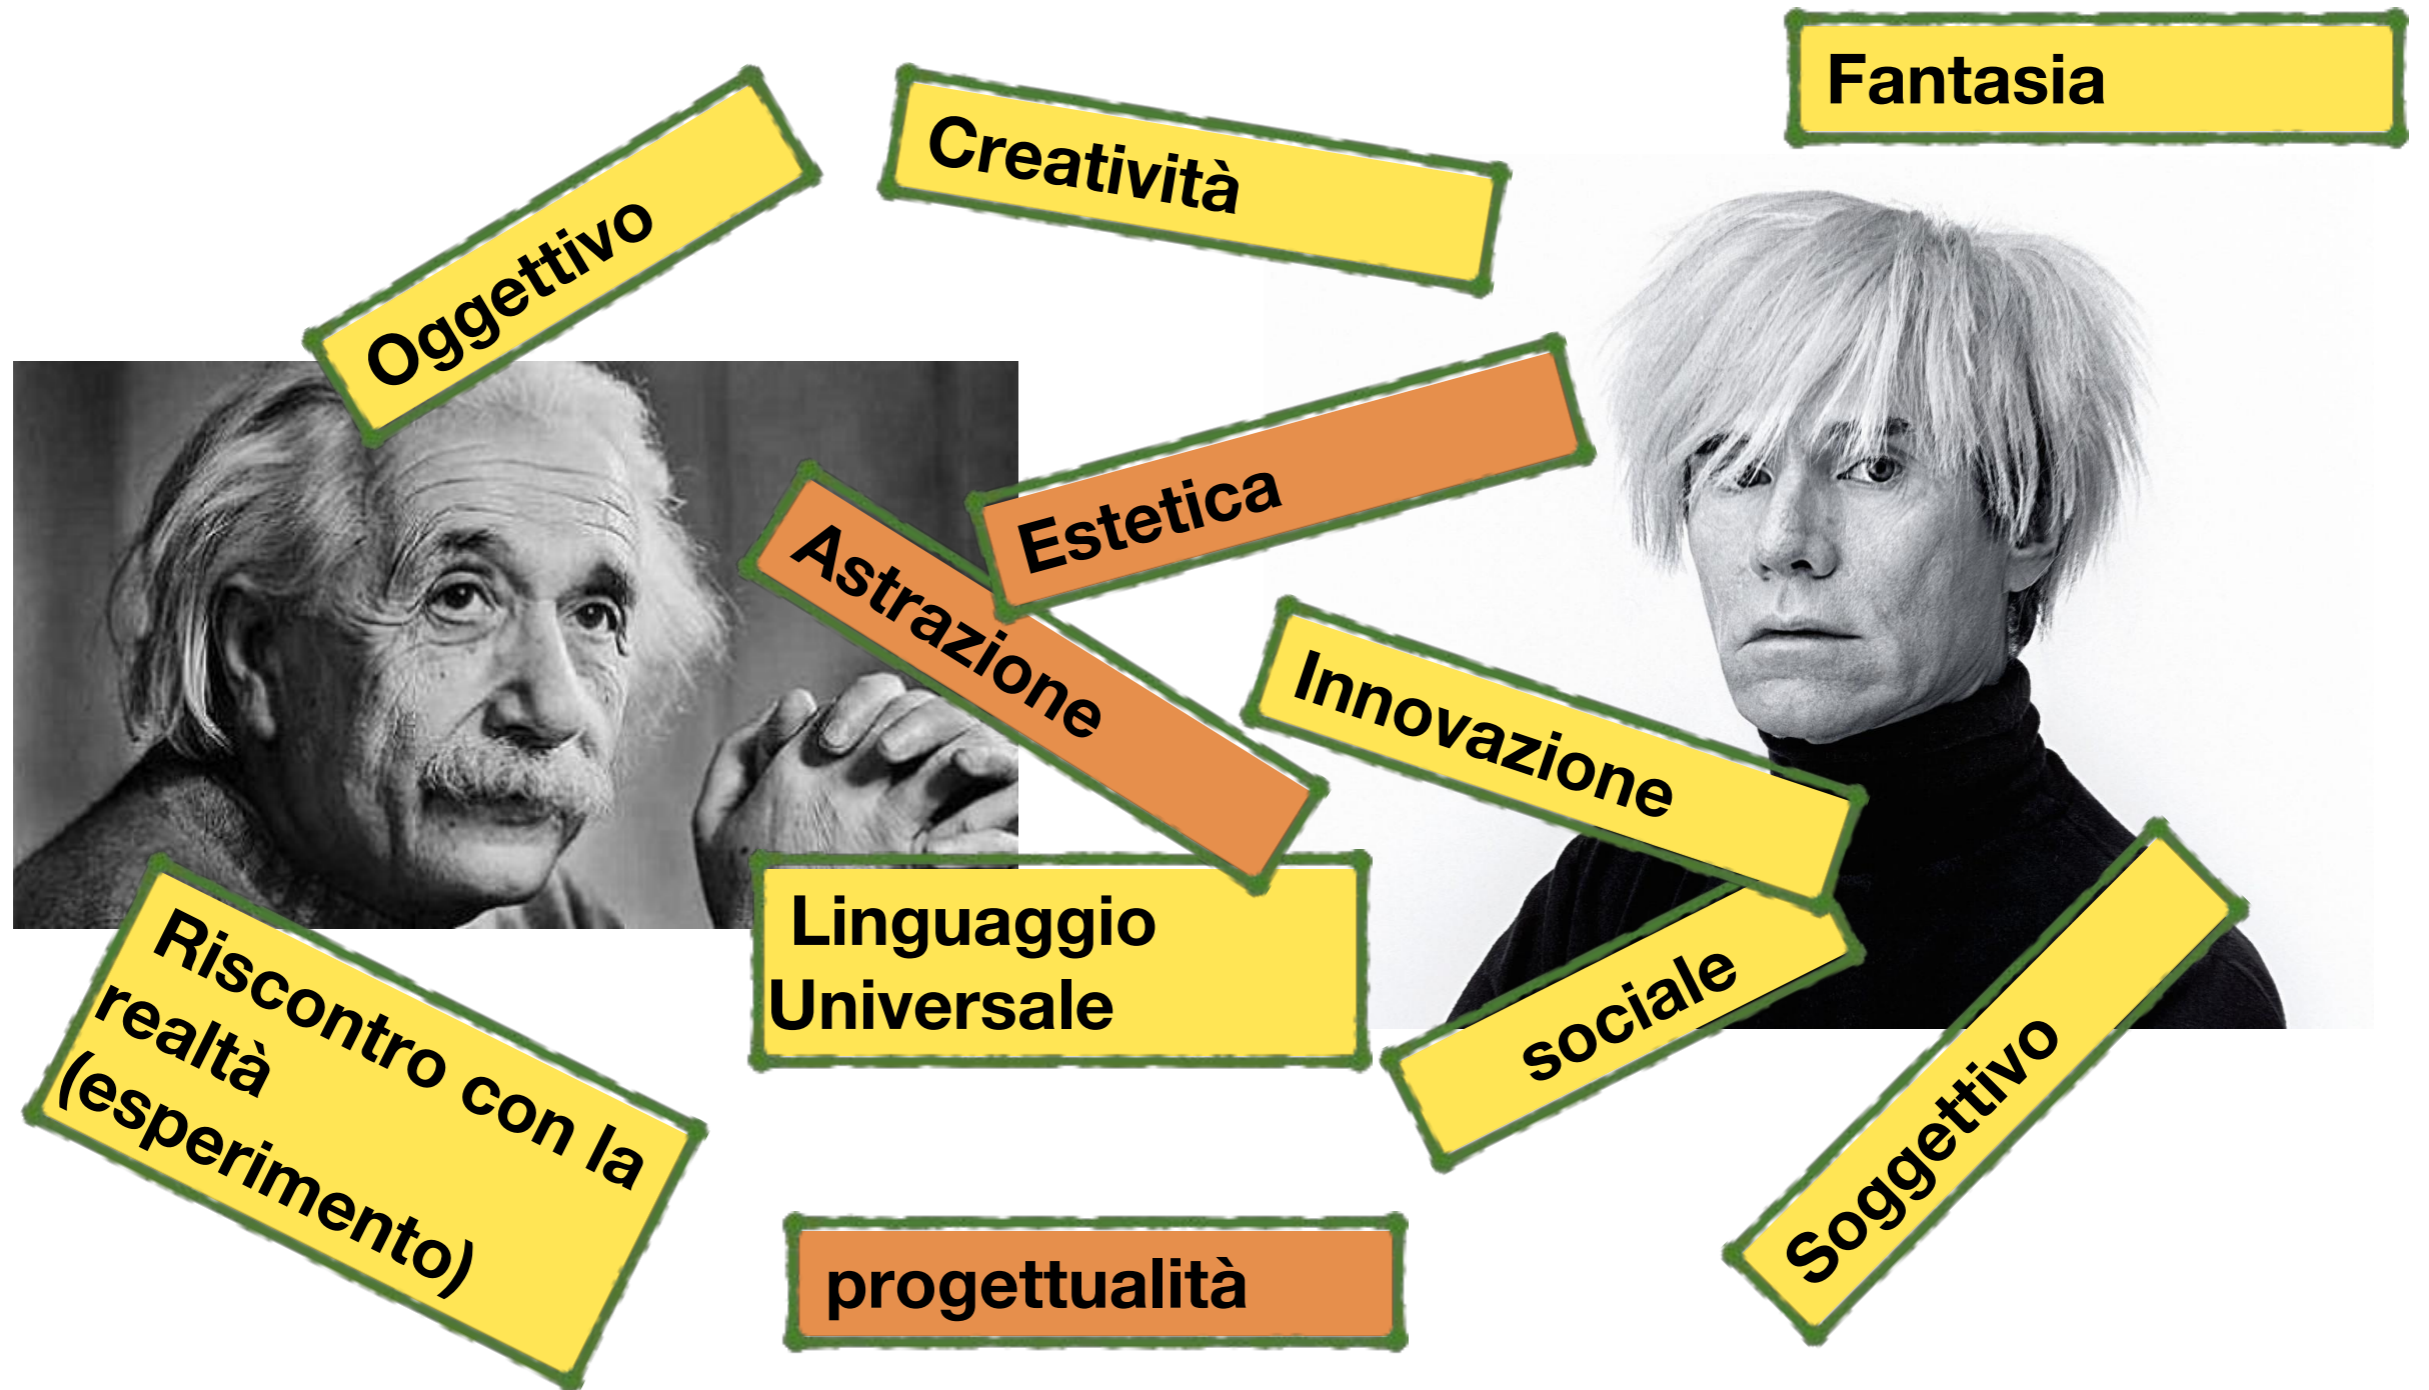 Fantasia
Creatività
Oggettivo
Estetica
Astrazione
Innovazione
Linguaggio
Universale
sociale
Soggettivo
Riscontro con la
realtà
(esperimento)
progettualità